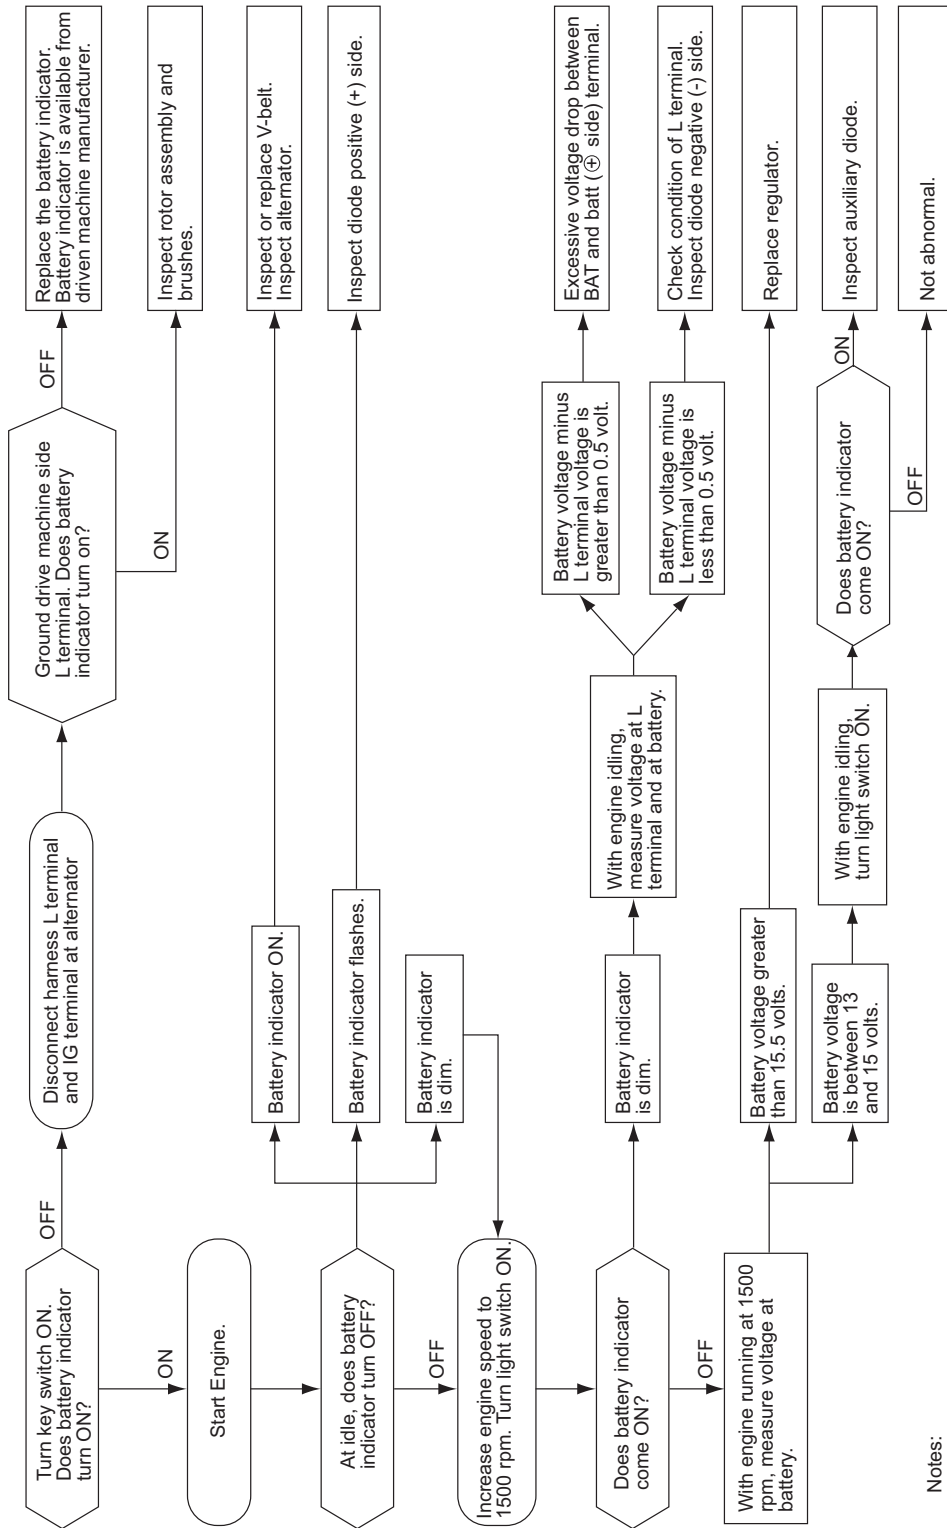 Turn key switch ON.
Does battery indicator
turn ON?
OFF
Disconnect harness L terminal
and IG terminal at alternator
Ground drive machine side
L terminal. Does battery
indicator turn on?
OFF
Replace the battery indicator.
Battery indicator is available from
driven machine manufacturer.
ON
Inspect rotor assembly and
brushes.
ON
Start Engine.
At idle, does battery
indicator turn OFF?
Battery indicator ON.
Inspect or replace V-belt.
Inspect alternator.
Battery indicator flashes.
Inspect diode positive (+) side.
Battery indicator
is dim.
OFF
Increase engine speed to
1500 rpm. Turn light switch ON.
Does battery indicator
come ON?
Battery indicator
is dim.
With engine idling,
measure voltage at L
terminal and at battery.
Battery voltage minus
L terminal voltage is
greater than 0.5 volt.
Excessive voltage drop between
BAT and batt (⊕ side) terminal.
Battery voltage minus
L terminal voltage is
less than 0.5 volt.
Check condition of L terminal.
Inspect diode negative (-) side.
OFF
With engine running at 1500
rpm, measure voltage at
battery.
Battery voltage greater
than 15.5 volts.
Replace regulator.
Battery voltage
is between 13
and 15 volts.
With engine idling,
turn light switch ON.
Does battery indicator
come ON?
ON
Inspect auxiliary diode.
OFF
Not abnormal.
Notes: